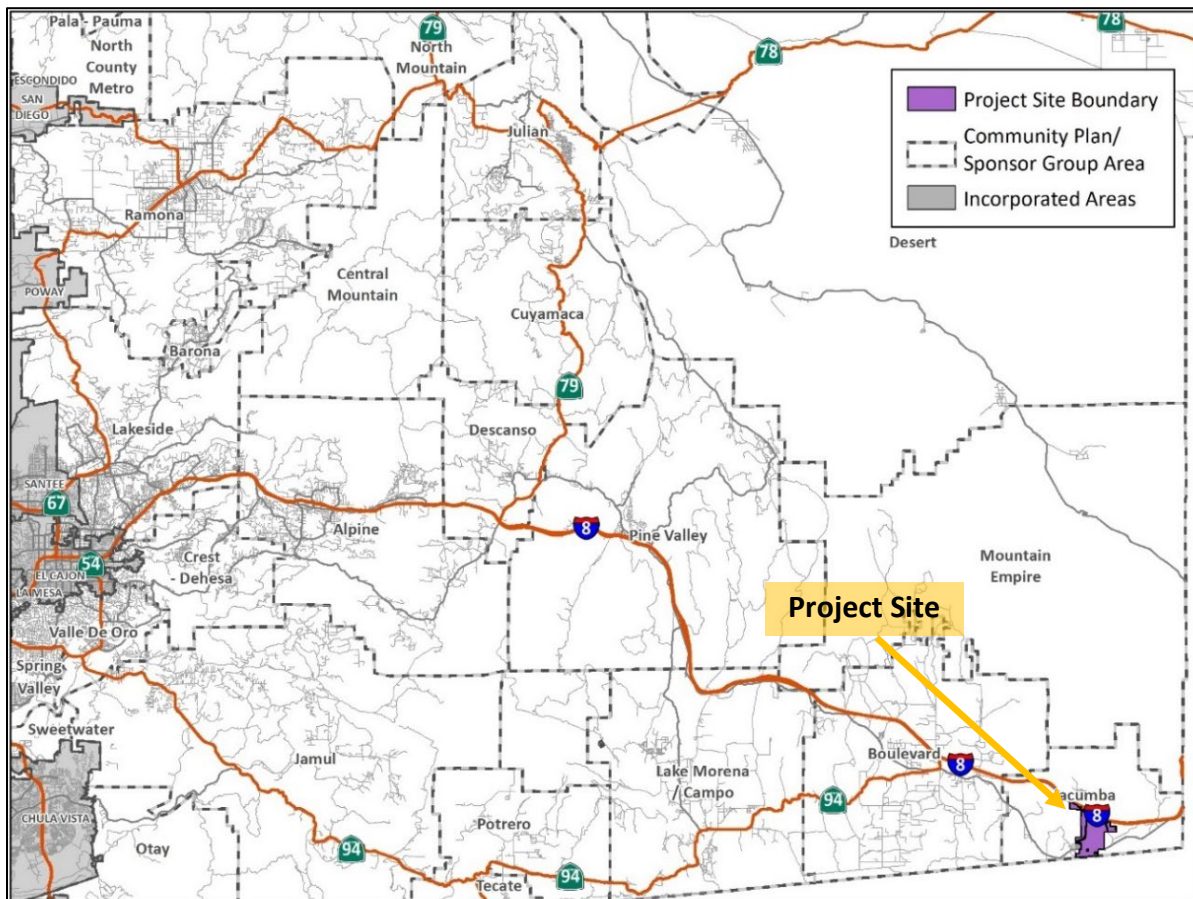 Pala - Pauma
North
County
Metro
79
North
Mountain
78
78
ESCONDIDO
SAN
DIEGO
Project Site Boundary
Community Plan/
Sponsor Group Area
Incorporated Areas
Julian
Ramona
Desert
Central
Mountain
POWAY
Cuyamaca
Barona
79
Lakeside
Descanso
SANTEE
67
Alpine
8
Pine Valley
54
EL CAJON
LA MESA
Crest
- Dehesa
Mountain
Empire
Project Site
Valle De Oro
Spring
Valley
Sweetwater
Jamul
Boulevard
8
Lake Morena
/ Campo
94
Jacumba
8
CHULA VISTA
Otay
Potrero
94
94
Tecate